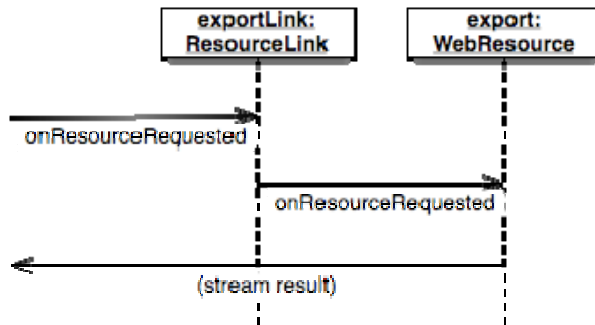 exportLink:
ResourceLink
export:
WebResource
onResourceRequested
onResourceRequested
(stream result)